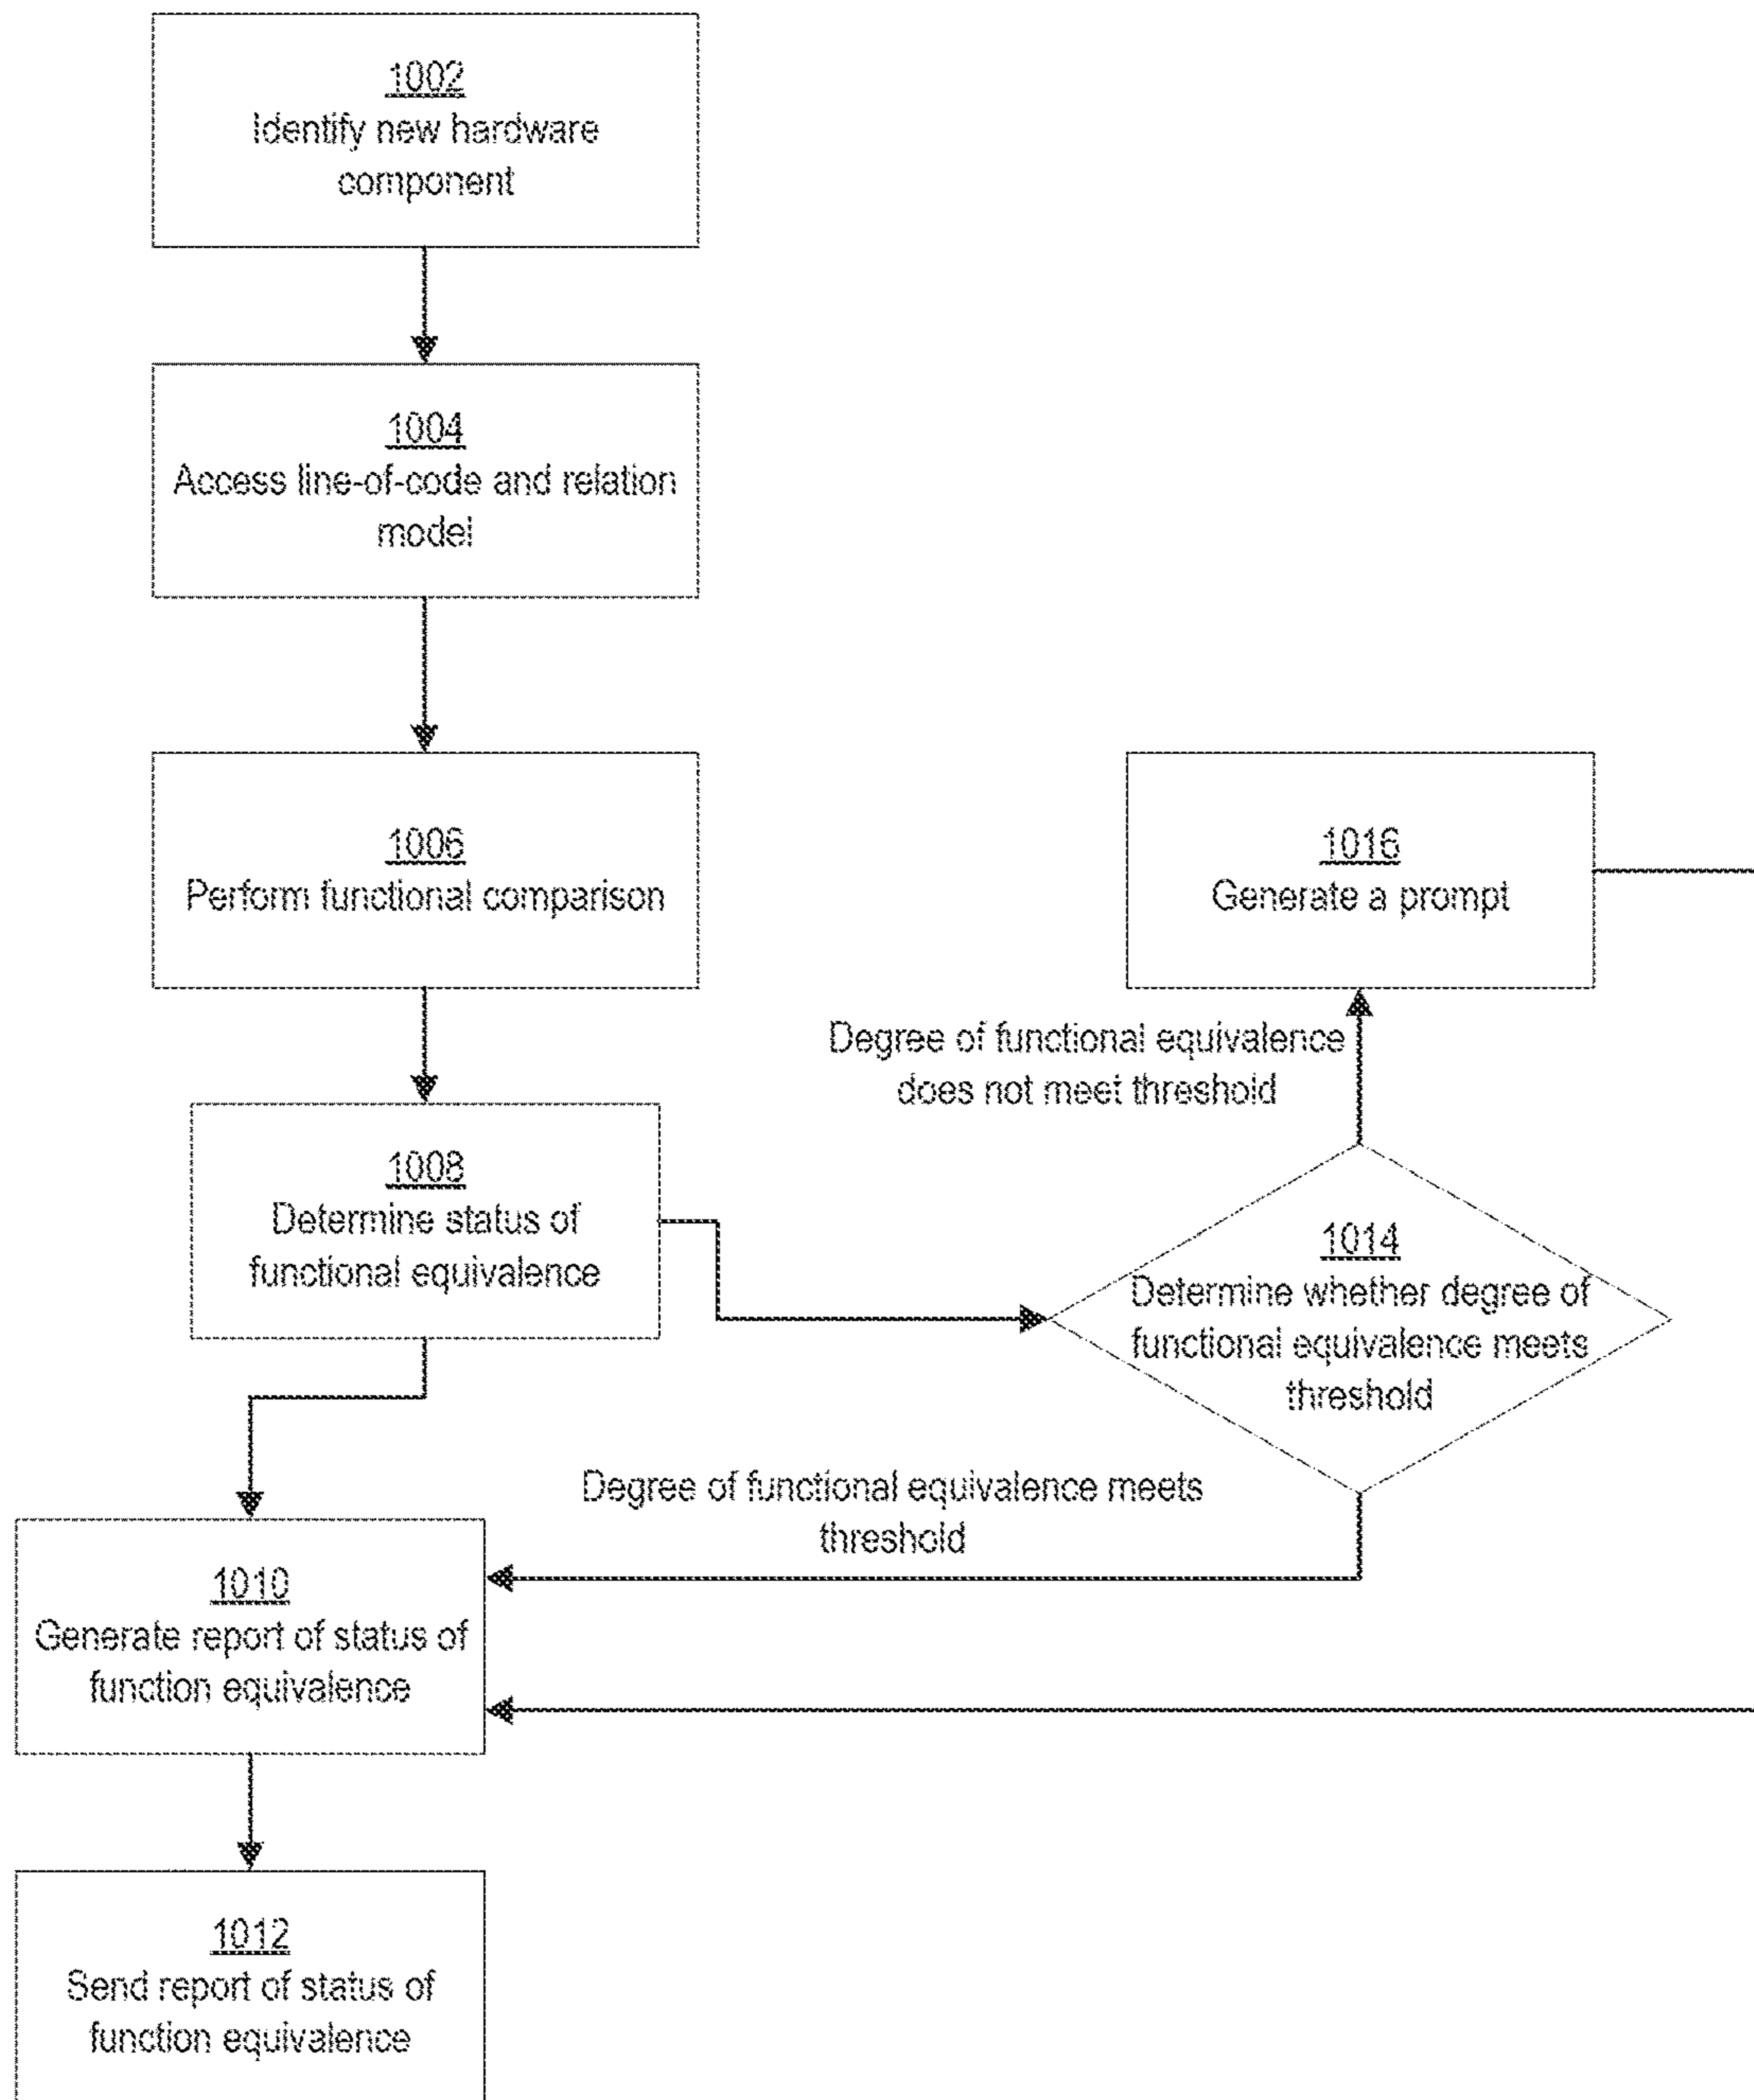 1002
Identify new hardware
component
1004
Access line-of-code and relation
model
1006
Perform functional comparison
1016
Generate a prompt
Degree of functional equivalence
does not meet threshold
1008
Determine status of
functional equivalence
1014
Determine whether degree of
functional equivalence meets
threshold
Degree of functional equivalence meets
threshold
1010
Generate report of status of
function equivalence
1012
Send report of status of
function equivalence